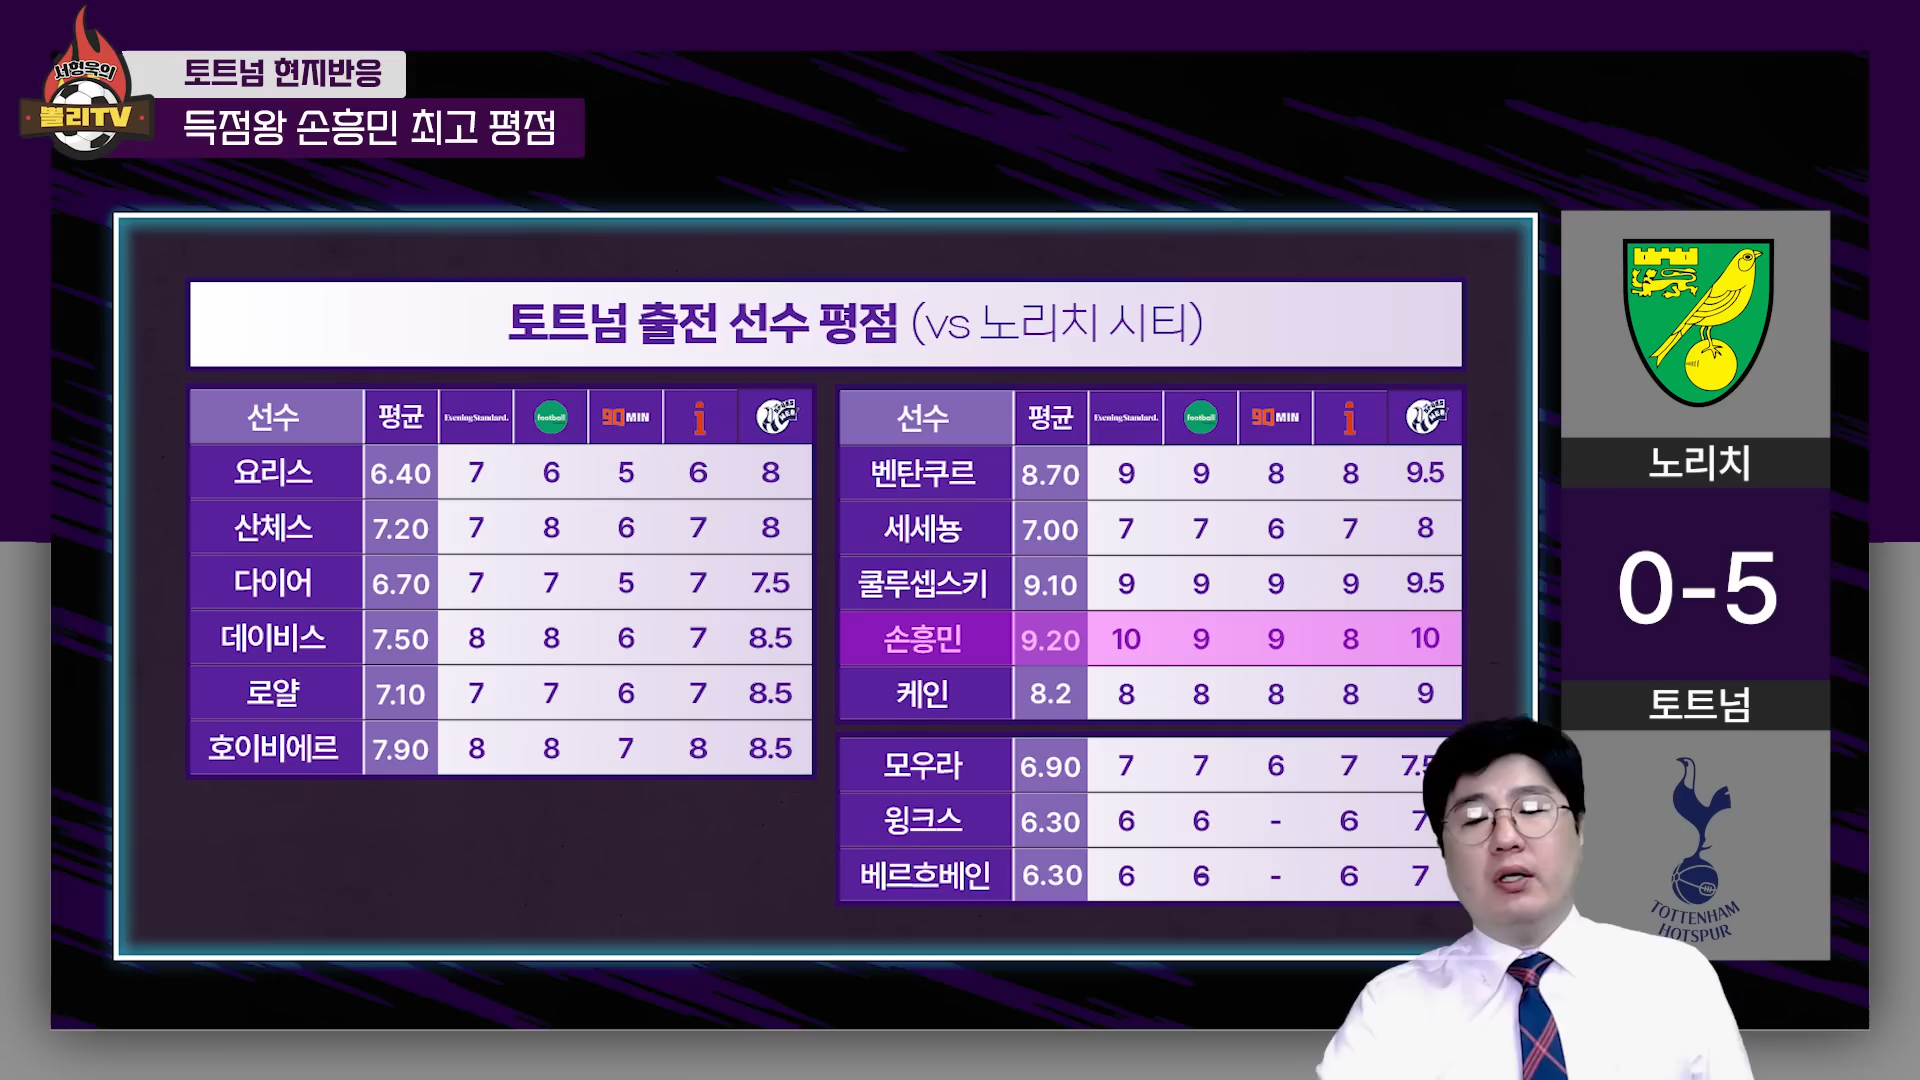 서형욱의
뽈리TV
토트넘 현지반응
득점왕 손흥민 최고 평점
토트넘 출전 선수 평점 (vs 노리치 시티)
선수 평균 Evening Standard. football 90MIN i
요리스 6.40 7 6 5 6 8
산체스 7.20 7 8 6 7 8
다이어 6.70 7 7 5 7 7.5
데이비스 7.50 8 8 6 7 8.5
로얄 7.10 7 7 6 7 8.5
호이비에르 7.90 8 8 7 8 8.5
선수 평균 Evening Standard. football 90MIN i
벤탄쿠르 8.70 9 9 8 8 9.5
세세뇽 7.00 7 7 6 7 8
쿨루셉스키 9.10 9 9 9 9 9.5
손흥민 9.20 10 9 9 8 10
케인 8.2 8 8 8 8 9
모우라 6.90 7 7 6 7 7.5
윙크스 6.30 6 6 - 6 7
베르흐베인 6.30 6 6 - 6 7
노리치
0-5
토트넘
TOTTENHAM
HOTSPUR